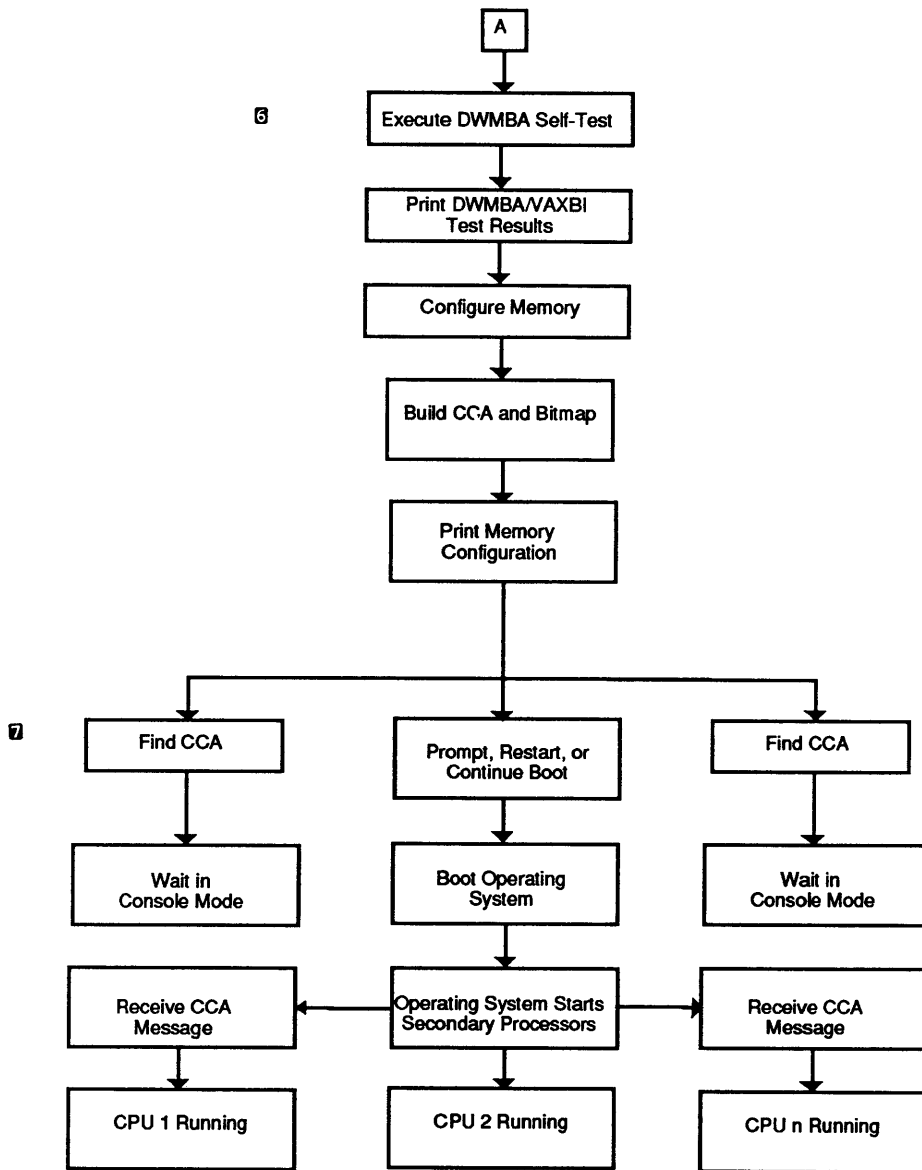 A
6
Execute DWMBA Self-Test
Print DWMBA/VAXBI
Test Results
Configure Memory
Build CCA and Bitmap
Print Memory
Configuration
7
Find CCA
Prompt, Restart, or
Continue Boot
Find CCA
Wait in
Console Mode
Boot Operating
System
Wait in
Console Mode
Receive CCA
Message
Operating System Starts
Secondary Processors
Receive CCA
Message
CPU 1 Running
CPU 2 Running
CPU n Running